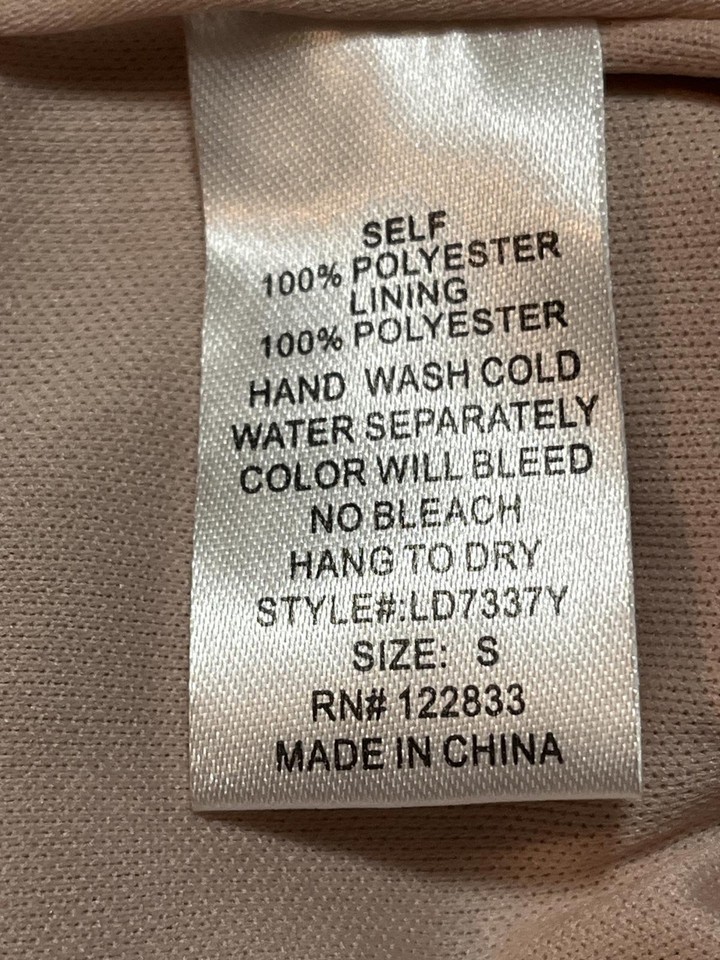 SELF
100% POLYESTER
LINING
100% POLYESTER
HAND WASH COLD
WATER SEPARATELY
COLOR WILL BLEED
NO BLEACH
HANG TO DRY
STYLE#:LD7337Y
SIZE: S
RN# 122833
MADE IN CHINA